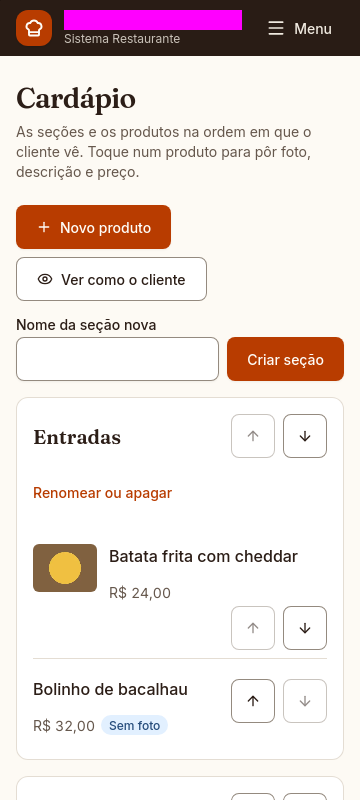 Sistema Restaurante
Menu
Cardápio
As seções e os produtos na ordem em que o
cliente vê. Toque num produto para pôr foto,
descrição e preço.
Novo produto
Ver como o cliente
Nome da seção nova
Criar seção
Entradas
Renomear ou apagar
Batata frita com cheddar
R$ 24,00
Bolinho de bacalhau
R$ 32,00 Sem foto